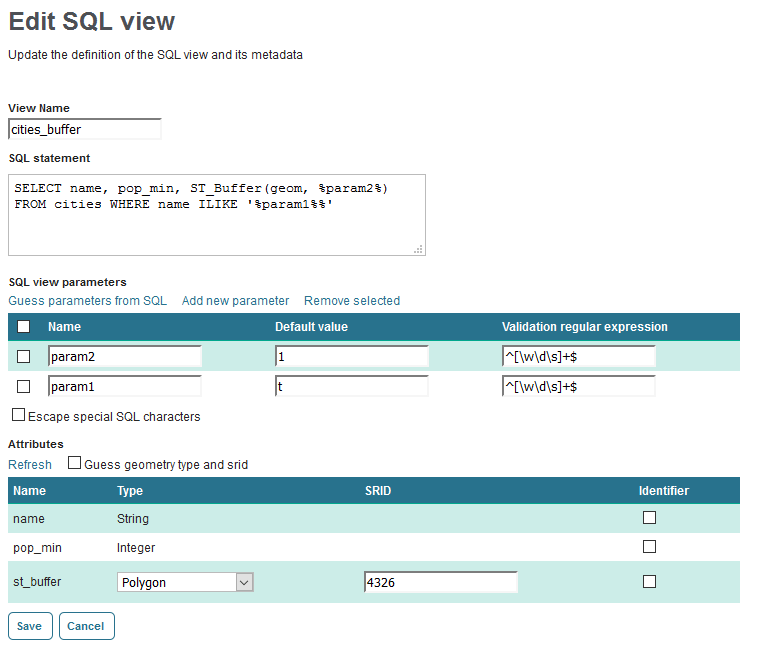 Edit SQL view
Update the definition of the SQL view and its metadata
View Name
cities_buffer
SQL statement
SELECT name, pop_min, ST_Buffer(geom, %param2%)
FROM cities WHERE name ILIKE '%param1%%'
SQL view parameters
Guess parameters from SQL Add new parameter Remove selected
Name Default value Validation regular expression
param2 1 ^[\w\d\s]+$
param1 t ^[\w\d\s]+$
Escape special SQL characters
Attributes
Refresh Guess geometry type and srid
Name Type SRID Identifier
name String
pop_min Integer
st_buffer Polygon 4326
Save Cancel